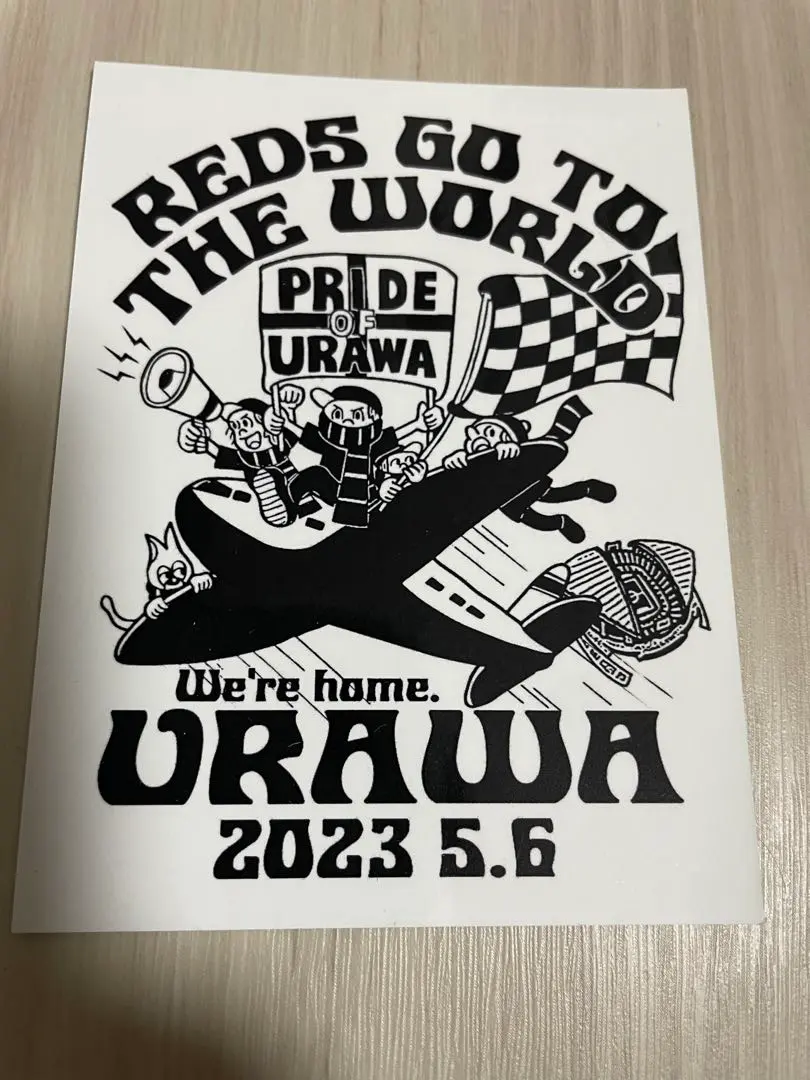 REDS GO TO
THE WORLD
PRIDE
OF
URAWA
We're home.
URAWA
2023 5.6